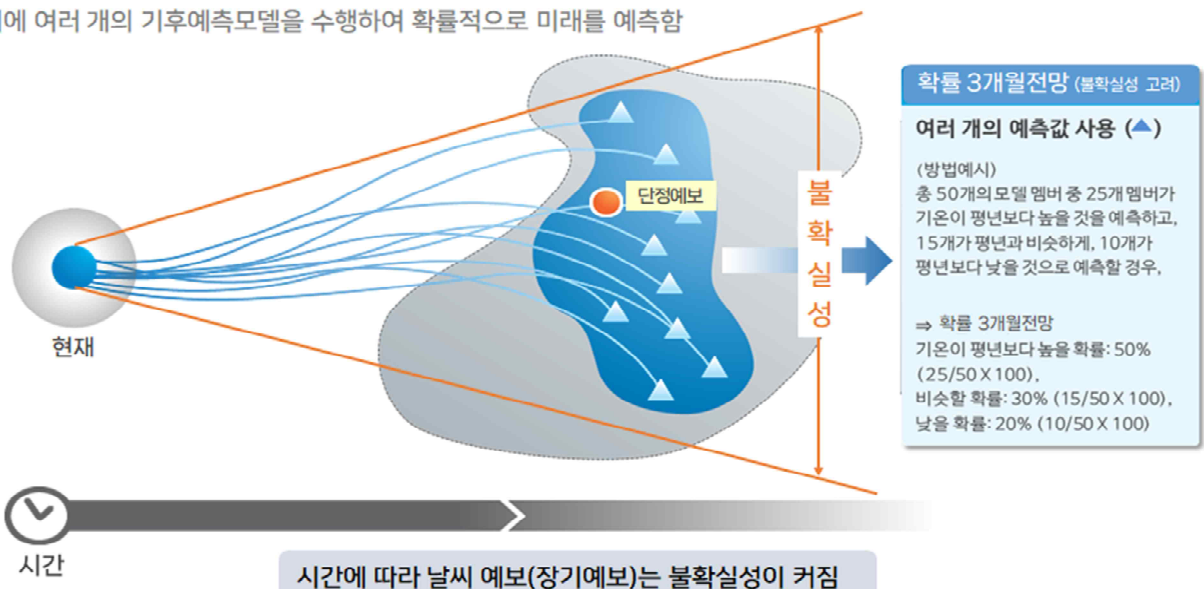 에 여러 개의 기후예측모델을 수행하여 확률적으로 미래를 예측함
확률 3개월전망 (불확실성 고려)
여러 개의 예측값 사용 (▲)
(방법예시)
총 50개의 모델 멤버 중 25개 멤버가
기온이 평년보다 높을 것을 예측하고,
15개가 평년과 비슷하게, 10개가
평년보다 낮을 것으로 예측할 경우,
⇒ 확률 3개월전망
기온이 평년보다 높을 확률: 50%
(25/50 X 100),
비슷할 확률: 30% (15/50 X 100),
낮을 확률: 20% (10/50 X 100)
단정예보
불확실성
현재
시간
시간에 따라 날씨 예보(장기예보)는 불확실성이 커짐